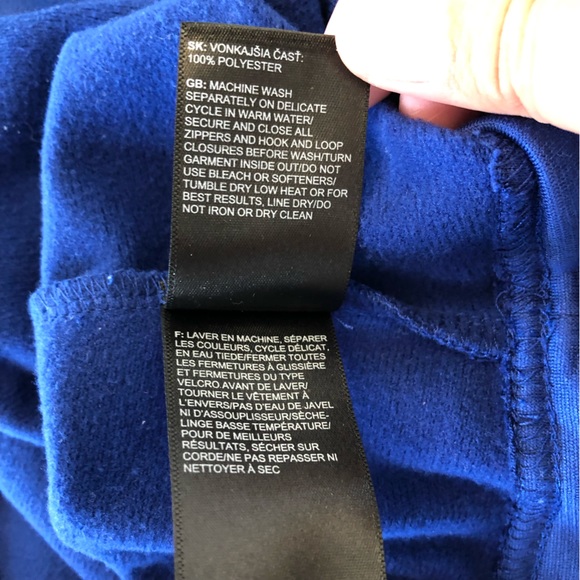 SK: VONKAJŠIA ČASŤ:
100% POLYESTER
GB: MACHINE WASH
SEPARATELY ON DELICATE
CYCLE IN WARM WATER/
SECURE AND CLOSE ALL
ZIPPERS AND HOOK AND LOOP
CLOSURES BEFORE WASH/TURN
GARMENT INSIDE OUT/DO NOT
USE BLEACH OR SOFTENERS/
TUMBLE DRY LOW HEAT OR FOR
BEST RESULTS, LINE DRY/DO
NOT IRON OR DRY CLEAN
F: LAVER EN MACHINE, SÉPARER
LES COULEURS, CYCLE DÉLICAT,
EN EAU TIEDE/FERMER TOUTES
LES FERMETURES À GLISSIÈRE
ET FERMETURES DU TYPE
VELCRO AVANT DE LAVER/
TOURNER LE VÊTEMENT À
L'ENVERS/PAS D'EAU DE JAVEL
NI D'ASSOUPLISSEUR/SÈCHE-
LINGE BASSE TEMPÉRATURE/
POUR DE MEILLEURS
RÉSULTATS, SÉCHER SUR
CORDE/NE PAS REPASSER NI
NETTOYER À SEC